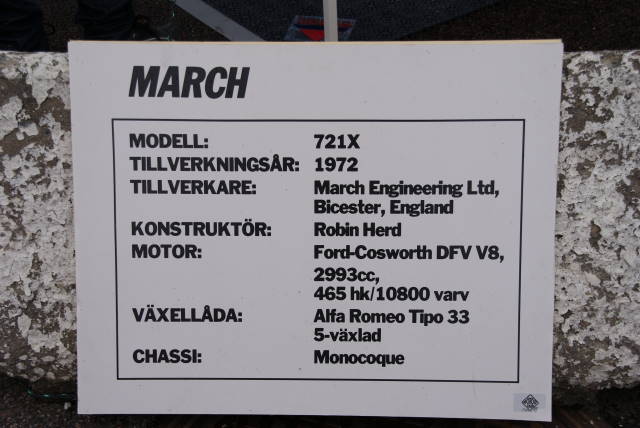 MARCH
MODELL: 721X
TILLVERKNINGSÅR: 1972
TILLVERKARE: March Engineering Ltd,
Bicester, England
KONSTRUKTÖR: Robin Herd
MOTOR: Ford-Cosworth DFV V8,
2993cc,
465 hk/10800 varv
VÄXELLÅDA: Alfa Romeo Tipo 33
5-växlad
CHASSI: Monocoque